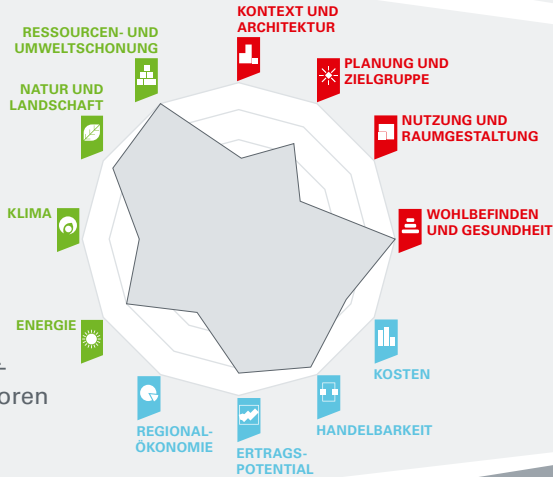 KONTEXT UND
ARCHITEKTUR
RESSOURCEN- UND
UMWELTSCHONUNG
PLANUNG UND
ZIELGRUPPE
NATUR UND
LANDSCHAFT
NUTZUNG UND
RAUMGESTALTUNG
KLIMA
WOHLBEFINDEN
UND GESUNDHEIT
ENERGIE
KOSTEN
oren
REGIONAL-
ÖKONOMIE
HANDELBARKEIT
ERTRAGS-
POTENTIAL